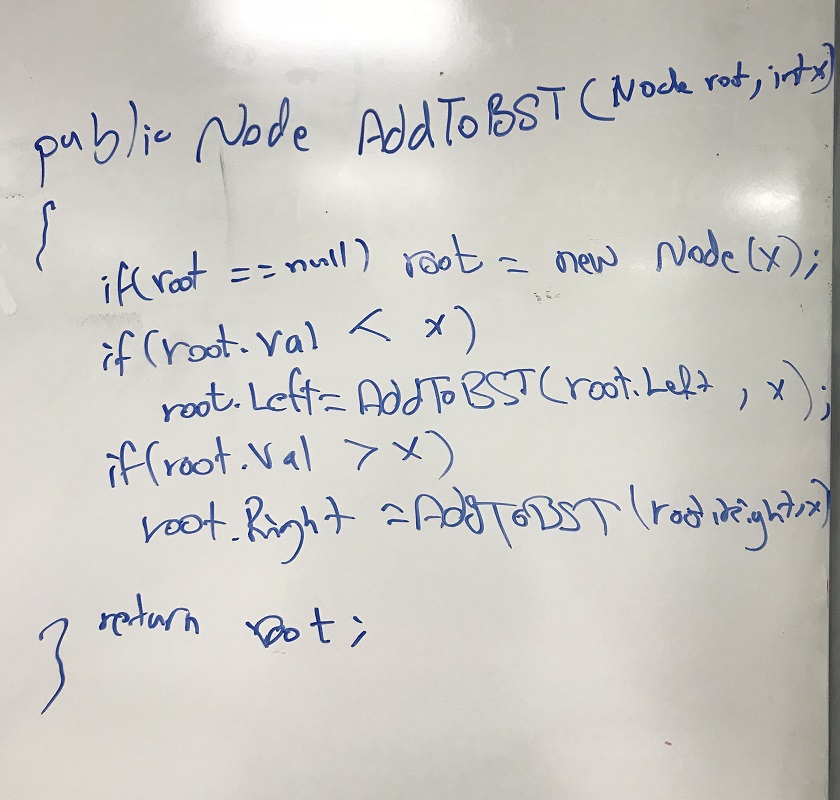 public Node AddToBST(Node root, int x)
{
if(root == null) root = new Node(x);
if(root.val < x)
root.Left = AddToBST(root.Left, x);
if(root.val > x)
root.Right = AddToBST(root.Right, x)
return root;
}